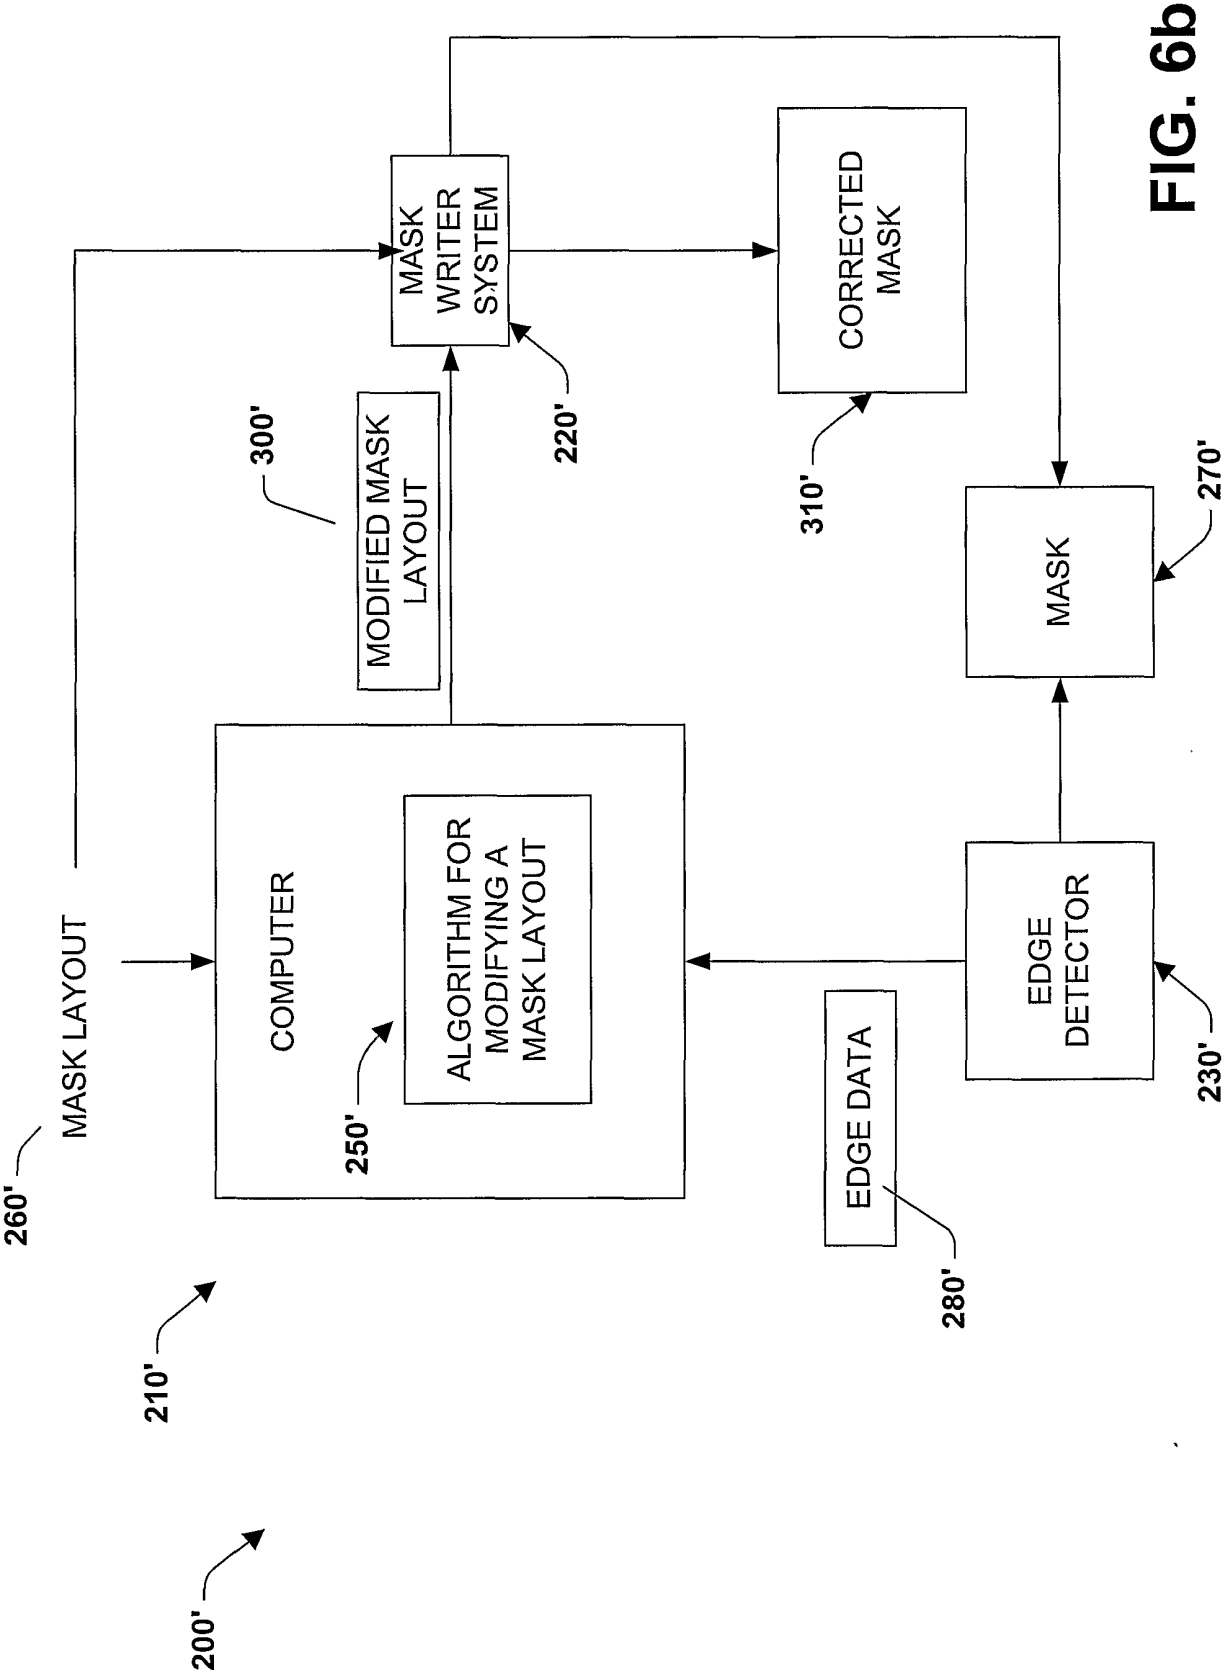 200'
210'
260'
MASK LAYOUT
COMPUTER
250'
ALGORITHM FOR
MODIFYING A
MASK LAYOUT
300'
MODIFIED MASK
LAYOUT
MASK
WRITER
SYSTEM
220'
280'
EDGE DATA
EDGE
DETECTOR
230'
310'
CORRECTED
MASK
MASK
270'
FIG. 6b